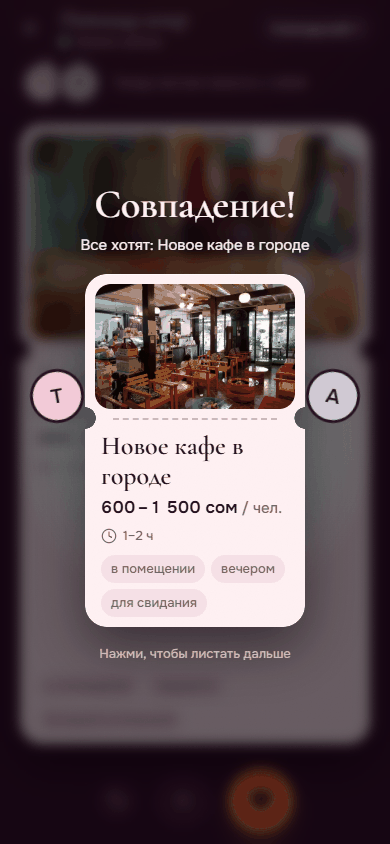 Совпадение!
Все хотят: Новое кафе в городе
Т
А
Новое кафе в
городе
600–1 500 сом / чел.
1–2 ч
в помещении
вечером
для свидания
Нажми, чтобы листать дальше